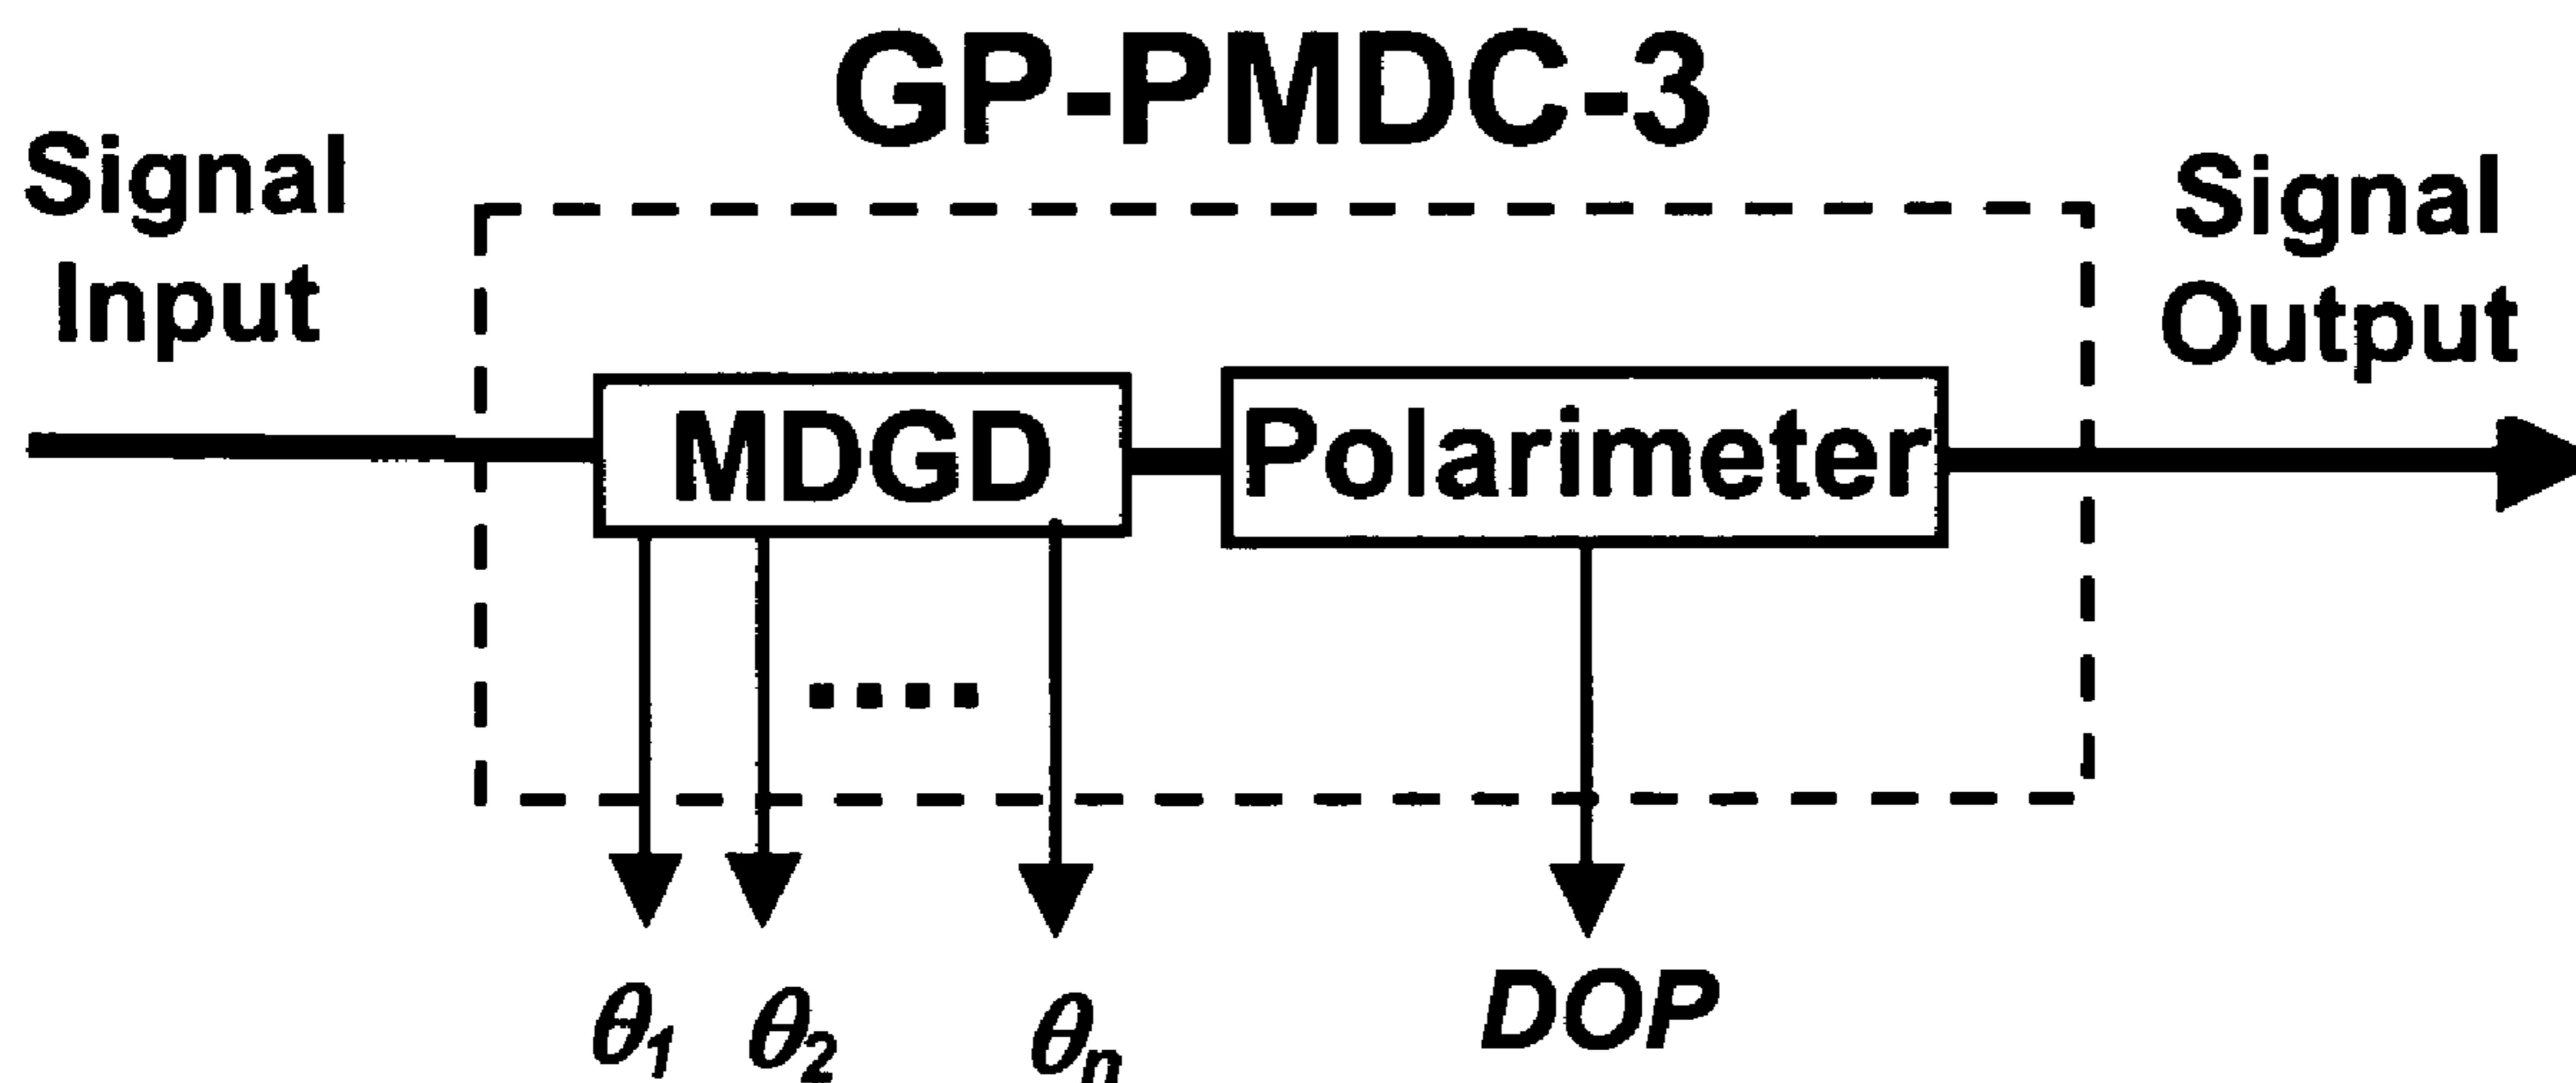 GP-PMDC-3
Signal
Input
Signal
Output
MDGD
Polarimeter
....
θ1
θ2
θn
DOP